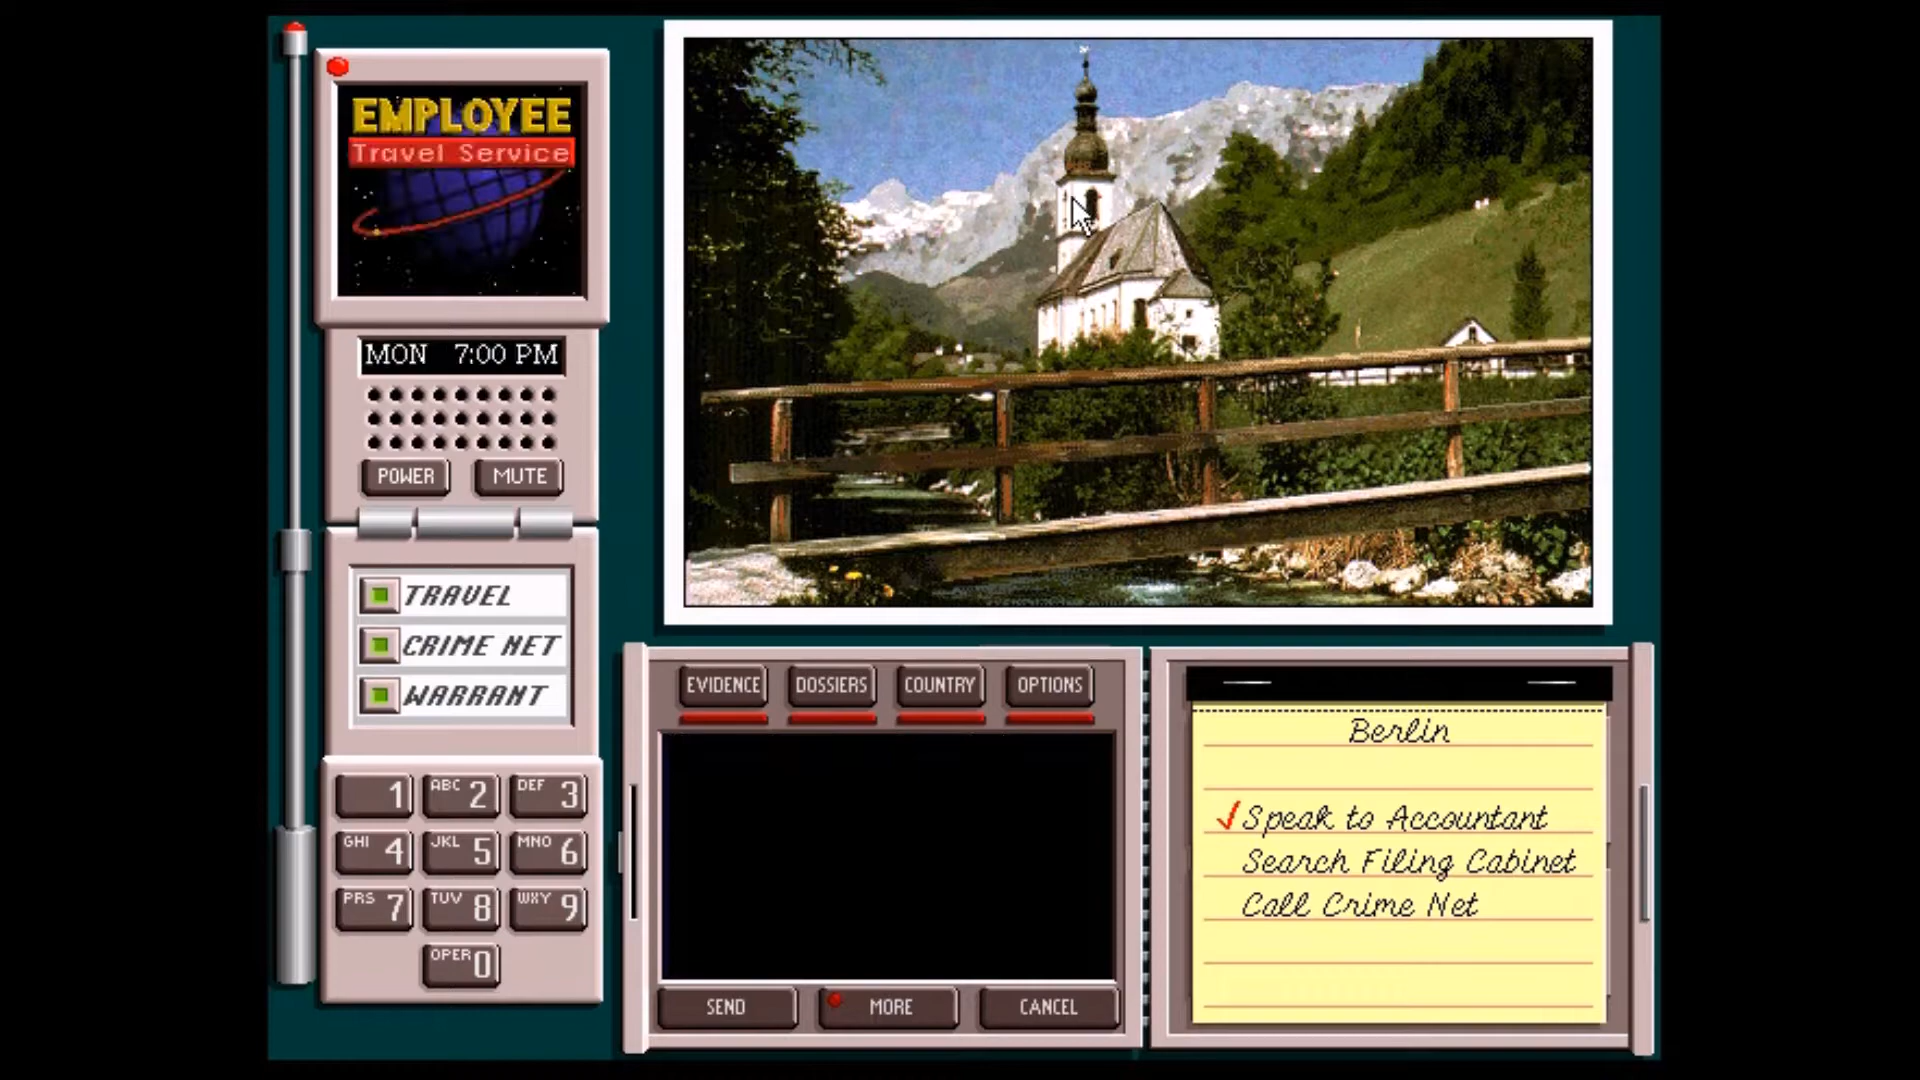 EMPLOYEE
Travel Service
MON 7:00 PM
POWER MUTE
TRAVEL
CRIME NET
WARRANT
1 ABC 2 DEF 3
GHI 4 JKL 5 MNO 6
PRS 7 TUV 8 WXY 9
OPER 0
EVIDENCE DOSSIERS COUNTRY OPTIONS
SEND MORE CANCEL
Berlin
Speak to Accountant
Search Filing Cabinet
Call Crime Net